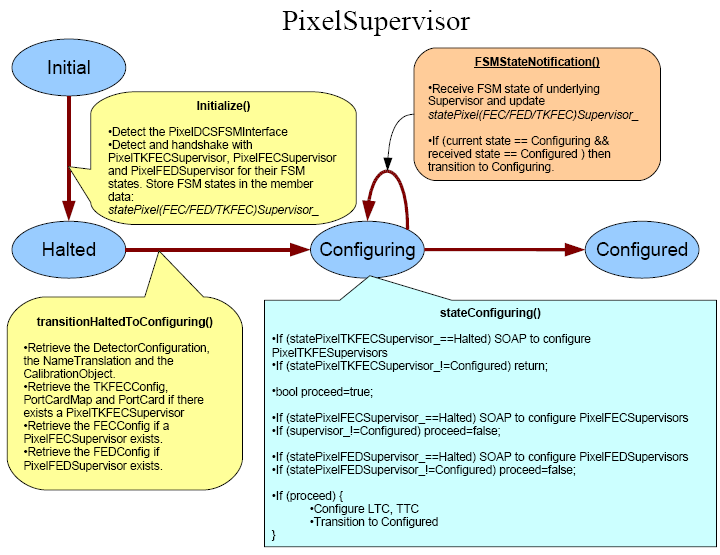 PixelSupervisor
Initial
Initialize()
•Detect the PixelDCSFSMInterface
•Detect and handshake with
PixelTKFECSupervisor, PixelFECSupervisor
and PixelFEDSupervisor for their FSM
states. Store FSM states in the member
data:
statePixel(FEC/FED/TKFEC)Supervisor_
FSMStateNotification()
•Receive FSM state of underlying
Supervisor and update
statePixel(FEC/FED/TKFEC)Supervisor_
•If (current state == Configuring &&
received state == Configured ) then
transition to Configuring.
Halted
Configuring
Configured
transitionHaltedToConfiguring()
•Retrieve the DetectorConfiguration,
the NameTranslation and the
CalibrationObject.
•Retrieve the TKFECConfig,
PortCardMap and PortCard if there
exists a PixelTKFECSupervisor
•Retrieve the FECConfig if a
PixelFECSupervisor exists.
•Retrieve the FEDConfig if
PixelFEDSupervisor exists.
stateConfiguring()
•If (statePixelTKFECSupervisor_==Halted) SOAP to configure
PixelTKFESupervisors
•If (statePixelTKFECSupervisor_!=Configured) return;
•bool proceed=true;
•If (statePixelFECSupervisor_==Halted) SOAP to configure PixelFECSupervisors
•If (supervisor_!=Configured) proceed=false;
•If (statePixelFEDSupervisor_==Halted) SOAP to configure PixelFEDSupervisors
•If (statePixelFEDSupervisor_!=Configured) proceed=false;
•If (proceed) {
•Configure LTC, TTC
•Transition to Configured
}